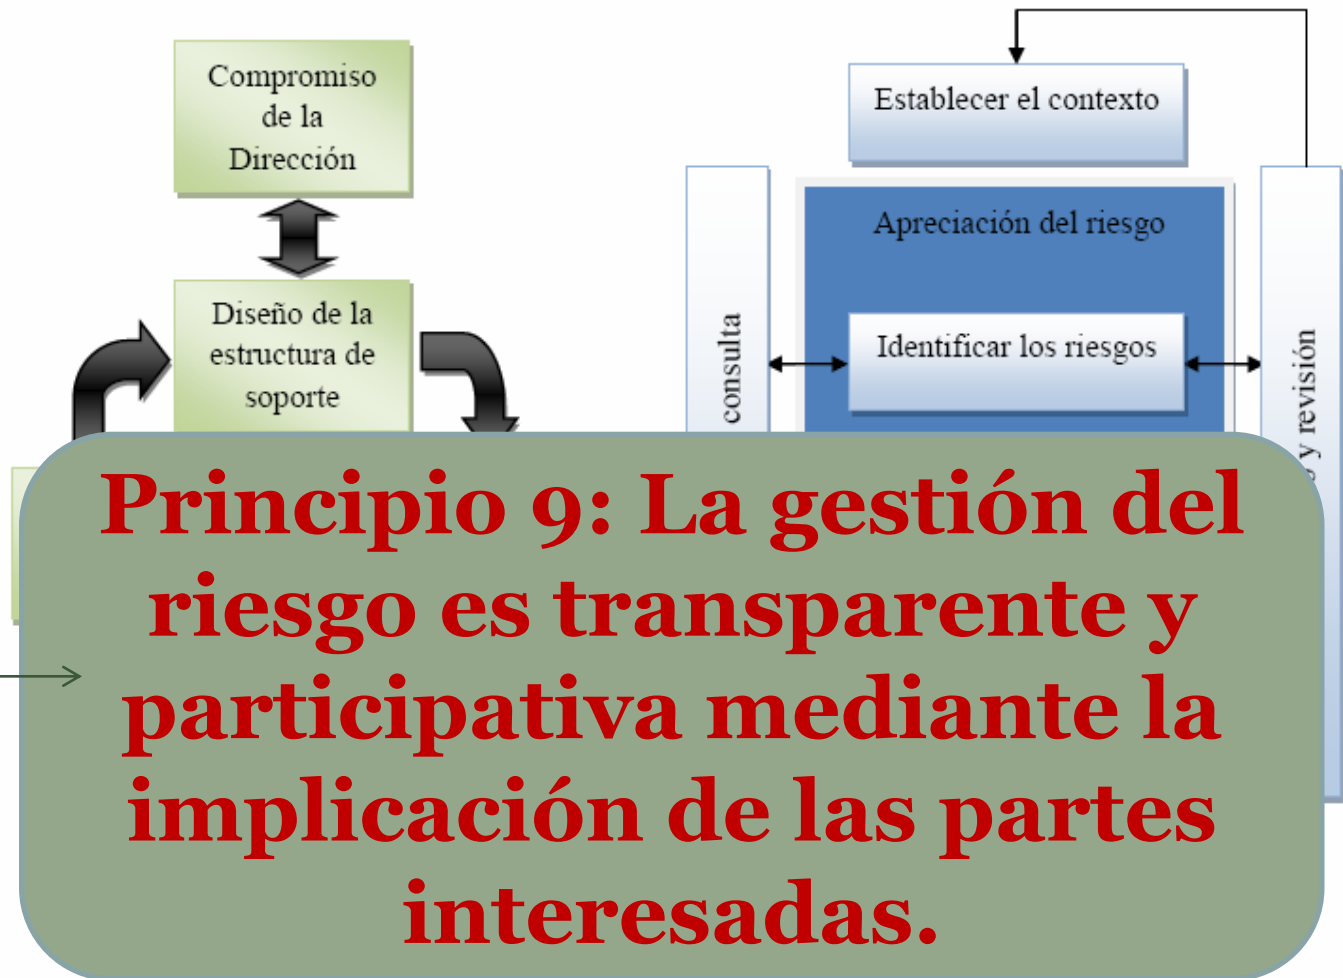 Compromiso
de la
Dirección
Diseño de la
estructura de
soporte
Establecer el contexto
Apreciación del riesgo
Identificar los riesgos
consulta
y revisión
Principio 9: La gestión del
riesgo es transparente y
participativa mediante la
implicación de las partes
interesadas.